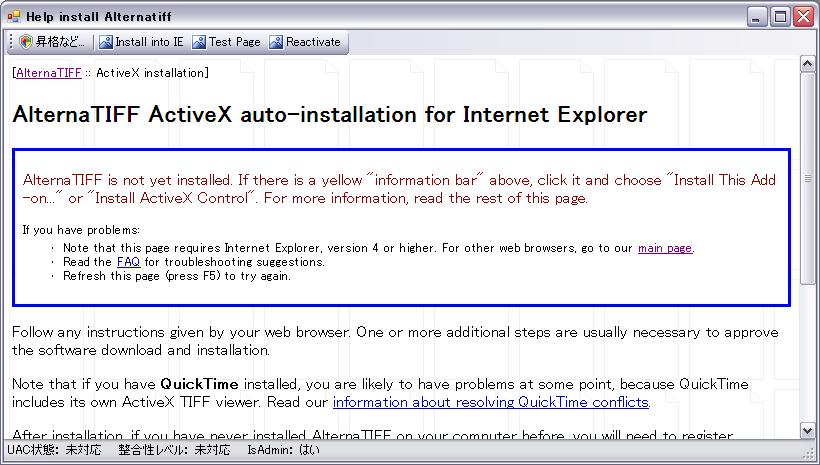 Help install Alternatiff
昇格など... Install into IE Test Page Reactivate
[AlternaTIFF :: ActiveX installation]
AlternaTIFF ActiveX auto-installation for Internet Explorer
AlternaTIFF is not yet installed. If there is a yellow "information bar" above, click it and choose "Install This Add
-on..." or "Install ActiveX Control". For more information, read the rest of this page.
If you have problems:
・ Note that this page requires Internet Explorer, version 4 or higher. For other web browsers, go to our main page.
・ Read the FAQ for troubleshooting suggestions.
・ Refresh this page (press F5) to try again.
Follow any instructions given by your web browser. One or more additional steps are usually necessary to approve
the software download and installation.
Note that if you have QuickTime installed, you are likely to have problems at some point, because QuickTime
includes its own ActiveX TIFF viewer. Read our information about resolving QuickTime conflicts.
After installation, if you have never installed AlternaTIFF on your computer before, you will need to register
UAC状態: 未対応 整合性レベル: 未対応 IsAdmin: はい